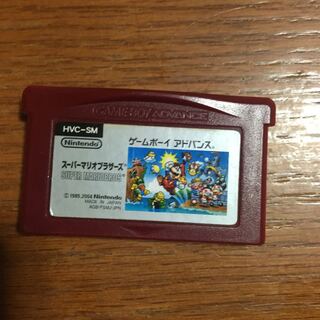 GAME BOY ADVANCE
HVC-SM
Nintendo
ゲームボーイ アドバンス
スーパーマリオブラザーズ
SUPER MARIO BROS.
© 1985, 2004 Nintendo
MADE IN JAPAN
AGB-FSMJ-JPN